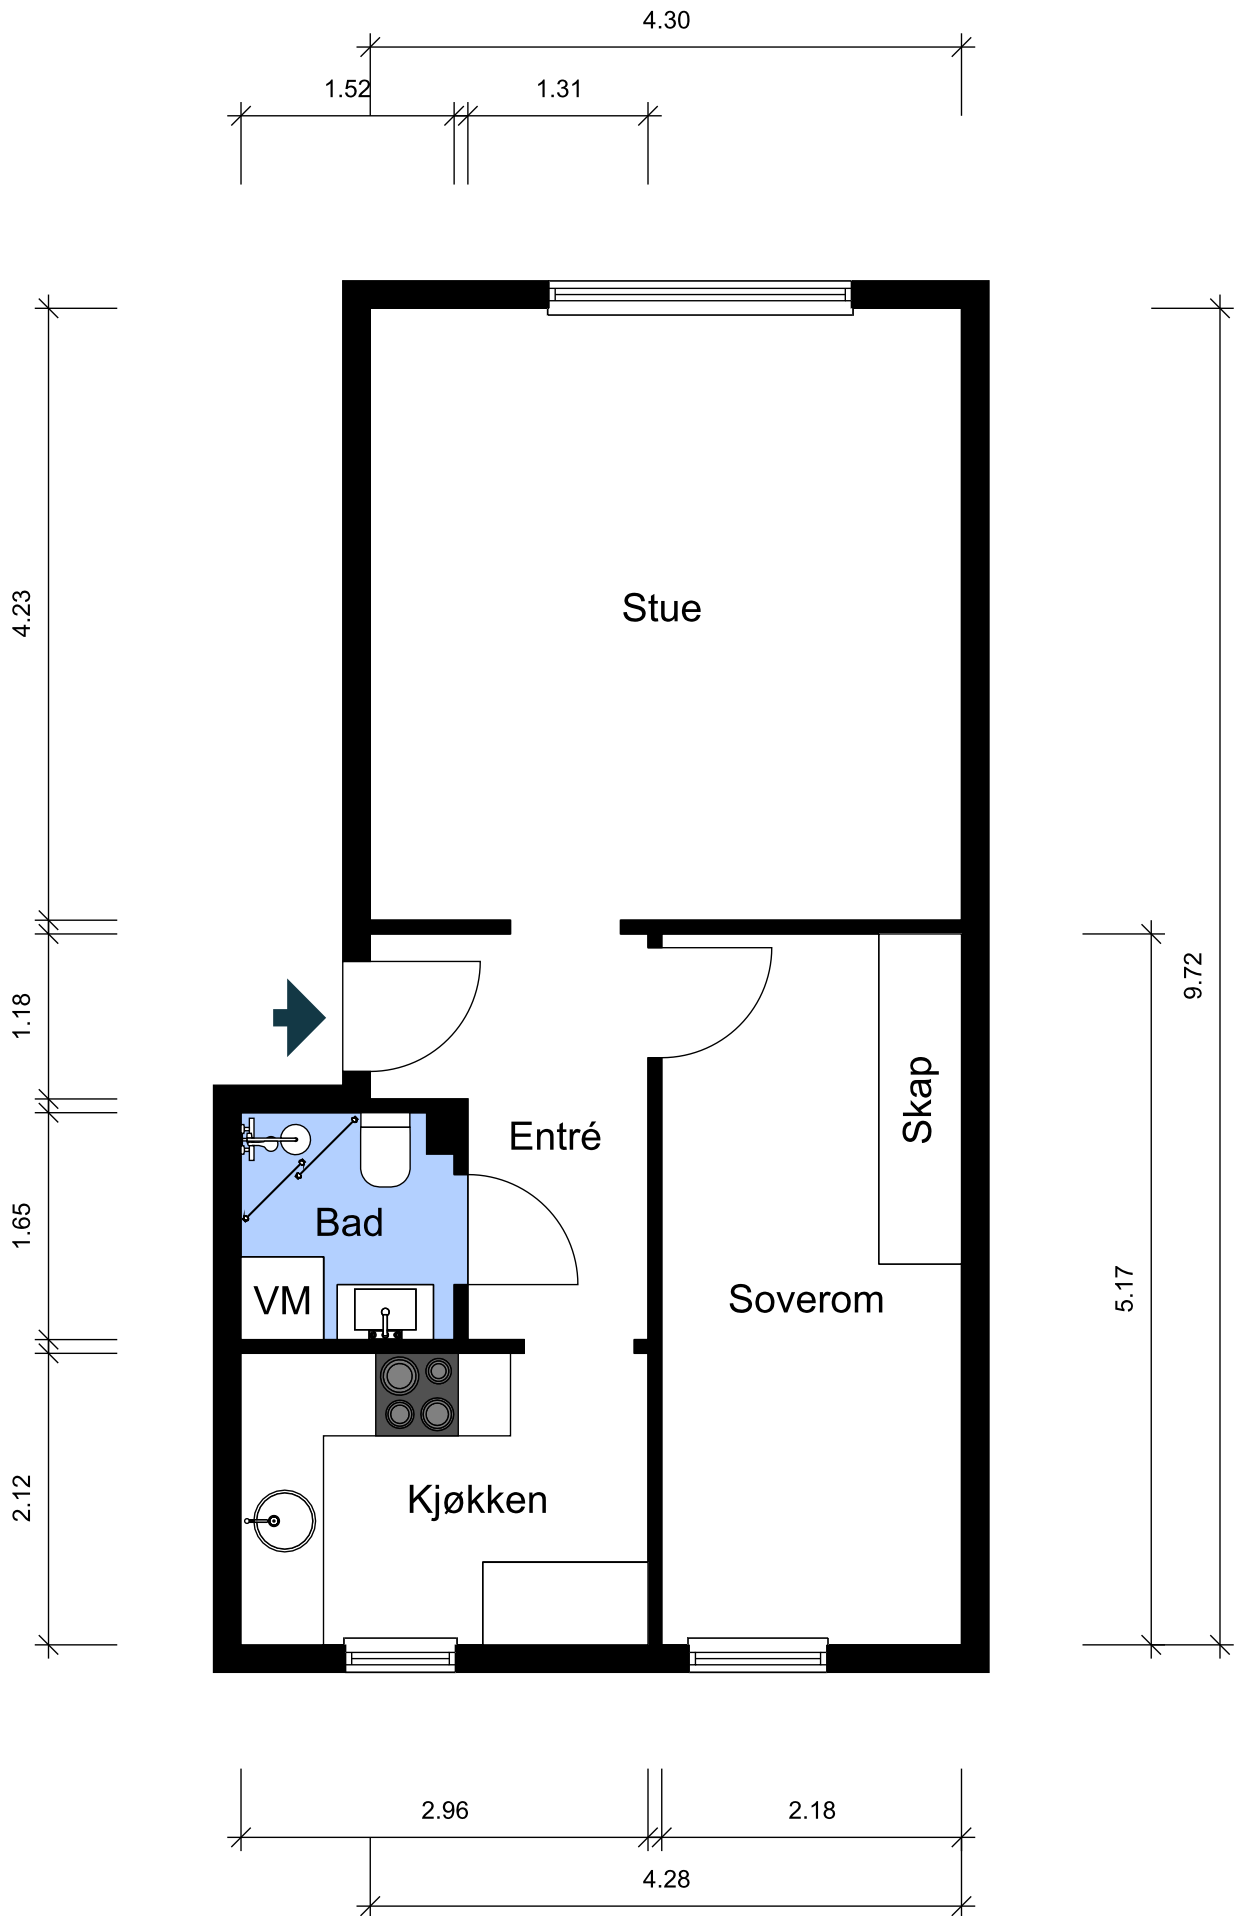 4.30
1.52
1.31
4.23
Stue
9.72
1.18
Skap
Entré
1.65
Bad
5.17
VM
Soverom
2.12
Kjøkken
2.96
2.18
4.28